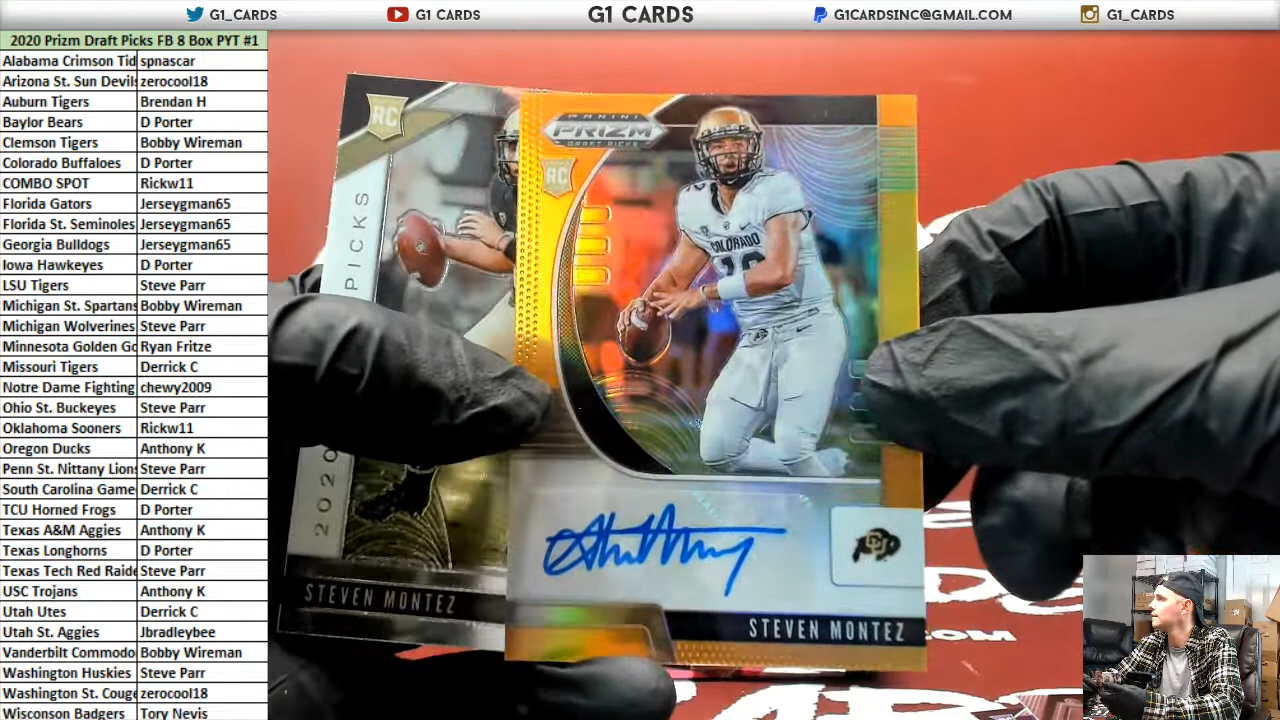 G1_CARDS
G1 CARDS
G1 CARDS
G1CARDSINC@GMAIL.COM
G1_CARDS
2020 Prizm Draft Picks FB 8 Box PYT #1
Alabama Crimson Tid spnascar
Arizona St. Sun Devils zerocool18
Auburn Tigers Brendan H
Baylor Bears D Porter
Clemson Tigers Bobby Wireman
Colorado Buffaloes D Porter
COMBO SPOT Rickw11
Florida Gators Jerseygman65
Florida St. Seminoles Jerseygman65
Georgia Bulldogs Jerseygman65
Iowa Hawkeyes D Porter
LSU Tigers Steve Parr
Michigan St. Spartans Bobby Wireman
Michigan Wolverines Steve Parr
Minnesota Golden Go Ryan Fritze
Missouri Tigers Derrick C
Notre Dame Fighting chewy2009
Ohio St. Buckeyes Steve Parr
Oklahoma Sooners Rickw11
Oregon Ducks Anthony K
Penn St. Nittany Lions Steve Parr
South Carolina Game Derrick C
TCU Horned Frogs D Porter
Texas A&M Aggies Anthony K
Texas Longhorns D Porter
Texas Tech Red Raide Steve Parr
USC Trojans Anthony K
Utah Utes Derrick C
Utah St. Aggies Jbradleybee
Vanderbilt Commodo Bobby Wireman
Washington Huskies Steve Parr
Washington St. Couge zerocool18
Wisconson Badgers Tory Nevis
RC
PICKS
2020
STEVEN MONTEZ
PANINI
PRIZM
DRAFT PICKS
RC
COLORADO
CU
STEVEN MONTEZ
.COM